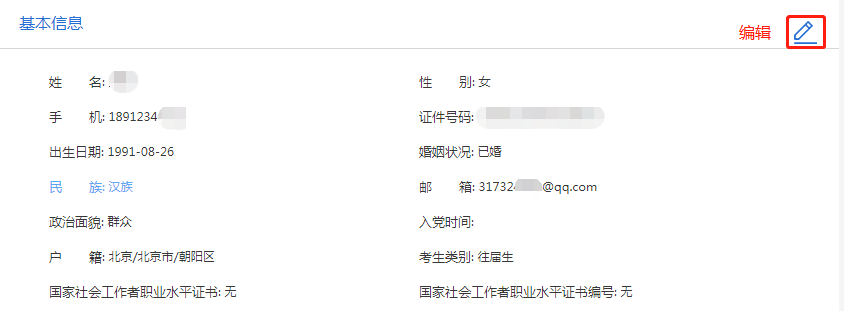 基本信息
编辑
姓 名: 性 别: 女
手 机: 1891234 证件号码:
出生日期: 1991-08-26 婚姻状况: 已婚
民 族: 汉族 邮 箱: 31732 @qq.com
政治面貌: 群众 入党时间:
户 籍: 北京/北京市/朝阳区 考生类别: 往届生
国家社会工作者职业水平证书: 无 国家社会工作者职业水平证书编号: 无